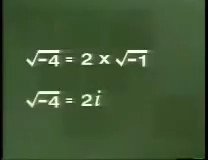 √-4 = 2 x √-1
√-4 = 2i